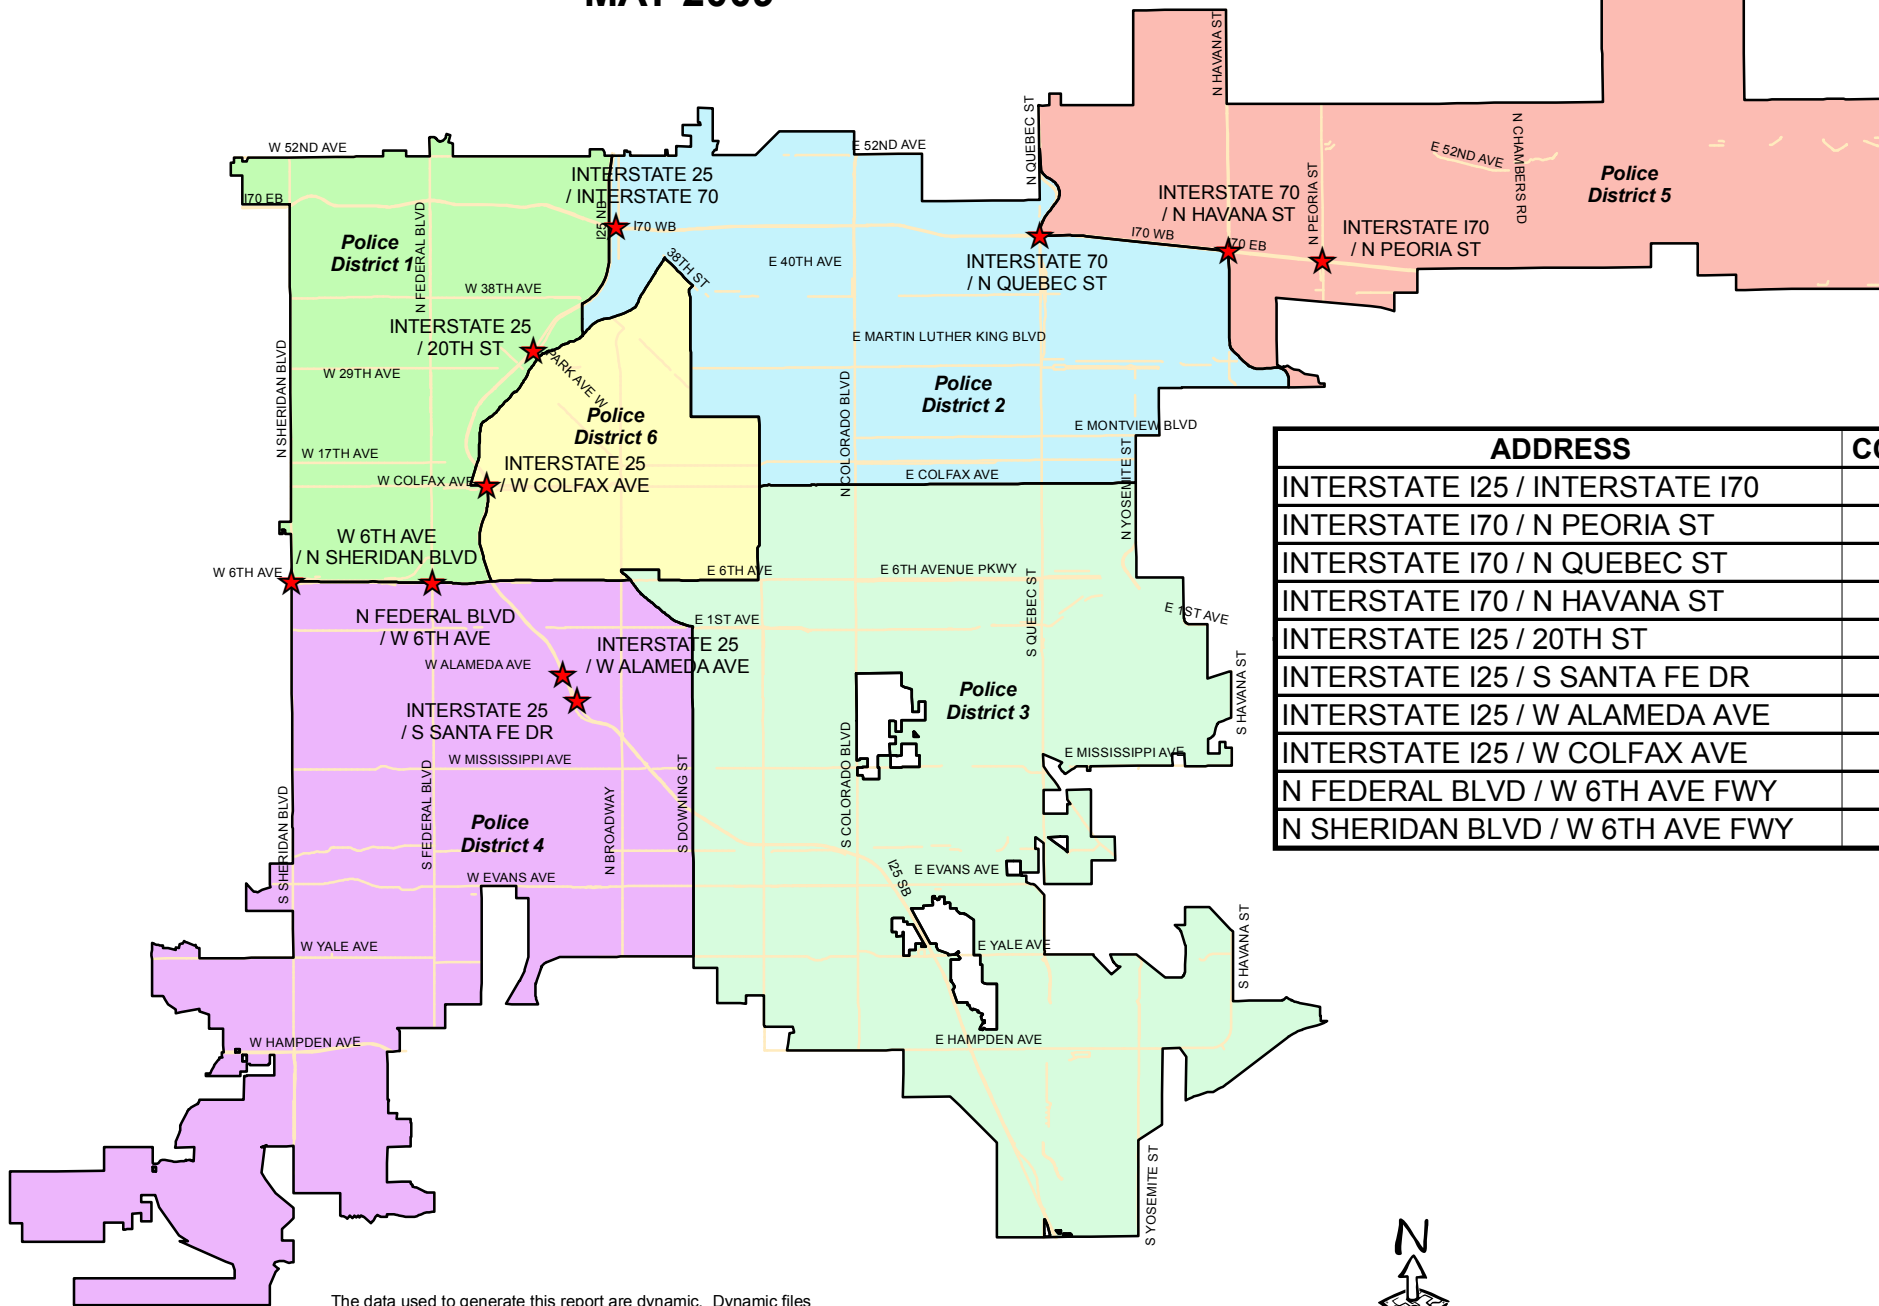 N HAVANA ST
N QUEBEC ST
W 52ND AVE
E 52ND AVE
N CHAMBERS RD
E 52ND AVE
Police
District 5
INTERSTATE 25
/ INTERSTATE 70
I70 EB
N FEDERAL BLVD
I25 NB
I70 WB
Police
District 1
38TH ST
E 40TH AVE
INTERSTATE 70
/ N QUEBEC ST
INTERSTATE 70
/ N HAVANA ST
I70 WB
I70 EB
N PEORIA ST
INTERSTATE I70
/ N PEORIA ST
W 38TH AVE
INTERSTATE 25
/ 20TH ST
PARK AVE W
E MARTIN LUTHER KING BLVD
W 29TH AVE
N SHERIDAN BLVD
Police
District 2
N COLORADO BLVD
Police
District 6
E MONTVIEW BLVD
N YOSEMITE ST
W 17TH AVE
W COLFAX AVE
INTERSTATE 25
/ W COLFAX AVE
E COLFAX AVE
W 6TH AVE
/ N SHERIDAN BLVD
W 6TH AVE
E 6TH AVE
E 6TH AVENUE PKWY
N FEDERAL BLVD
/ W 6TH AVE
E 1ST AVE
S QUEBEC ST
E 1ST AVE
W ALAMEDA AVE
INTERSTATE 25
/ W ALAMEDA AVE
INTERSTATE 25
/ S SANTA FE DR
Police
District 3
S HAVANA ST
W MISSISSIPPI AVE
E MISSISSIPPI AVE
S SHERIDAN BLVD
S FEDERAL BLVD
Police
District 4
N BROADWAY
S DOWNING ST
S COLORADO BLVD
W EVANS AVE
I25 SB
E EVANS AVE
W YALE AVE
E YALE AVE
S HAVANA ST
W HAMPDEN AVE
E HAMPDEN AVE
S YOSEMITE ST
ADDRESS
INTERSTATE I25 / INTERSTATE I70
INTERSTATE I70 / N PEORIA ST
INTERSTATE I70 / N QUEBEC ST
INTERSTATE I70 / N HAVANA ST
INTERSTATE I25 / 20TH ST
INTERSTATE I25 / S SANTA FE DR
INTERSTATE I25 / W ALAMEDA AVE
INTERSTATE I25 / W COLFAX AVE
N FEDERAL BLVD / W 6TH AVE FWY
N SHERIDAN BLVD / W 6TH AVE FWY
N
The data used to generate this report are dynamic. Dynamic files